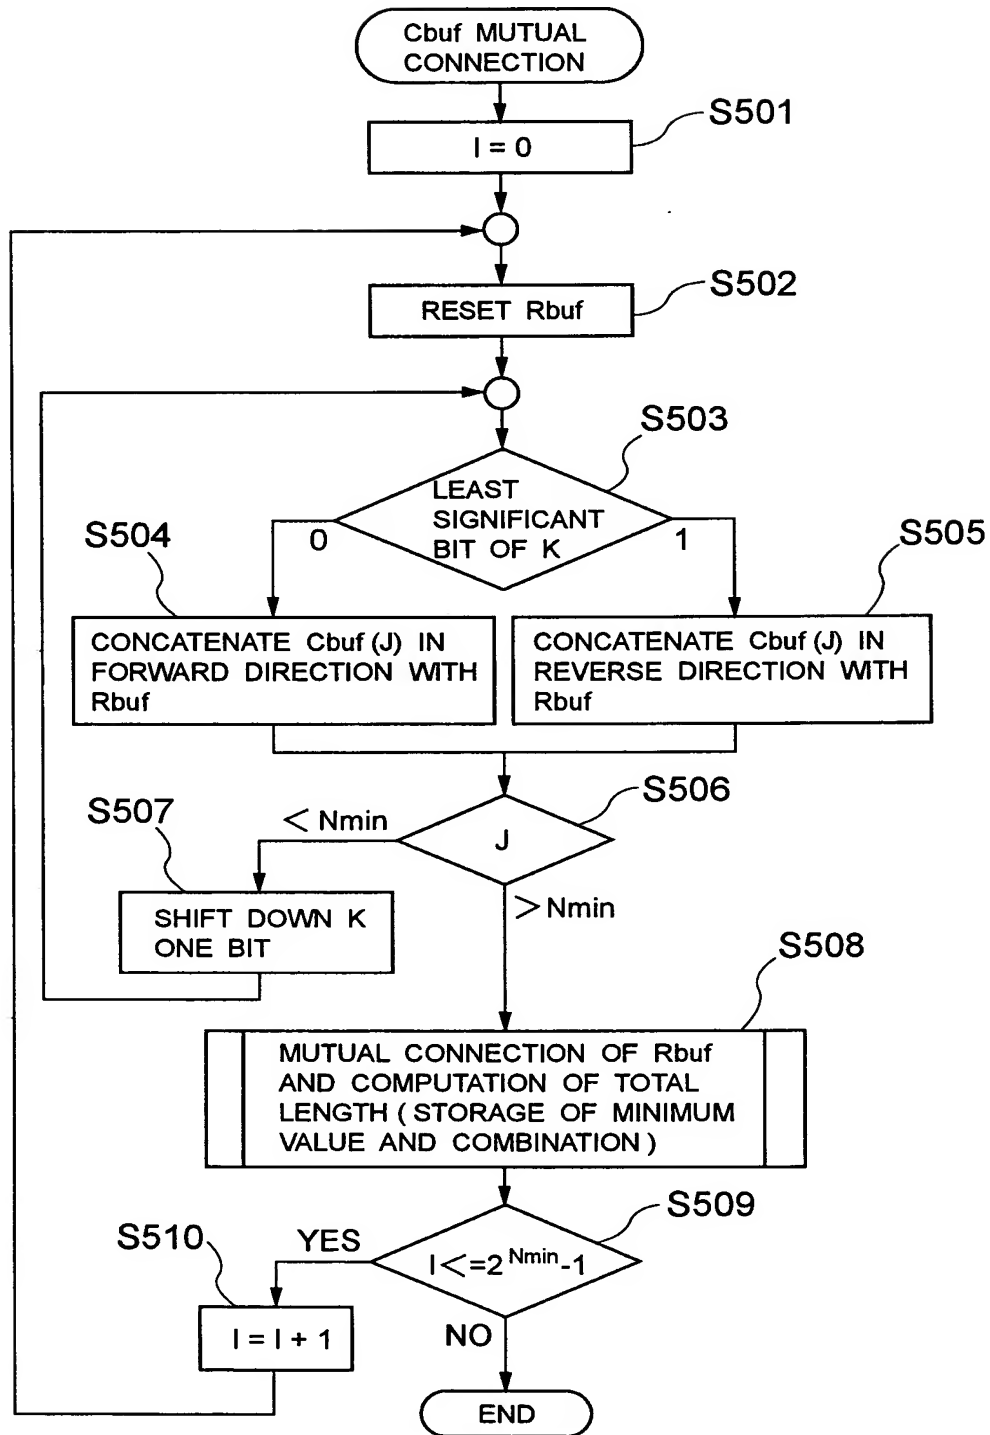 Cbuf MUTUAL
CONNECTION
S501
I = 0
S502
RESET Rbuf
S503
LEAST
SIGNIFICANT
BIT OF K
0
1
S504
S505
CONCATENATE Cbuf (J) IN
FORWARD DIRECTION WITH
Rbuf
CONCATENATE Cbuf (J) IN
REVERSE DIRECTION WITH
Rbuf
S506
S507
< Nmin
J
> Nmin
SHIFT DOWN K
ONE BIT
S508
MUTUAL CONNECTION OF Rbuf
AND COMPUTATION OF TOTAL
LENGTH ( STORAGE OF MINIMUM
VALUE AND COMBINATION )
S509
S510
YES
I <=2^Nmin-1
I = I + 1
NO
END